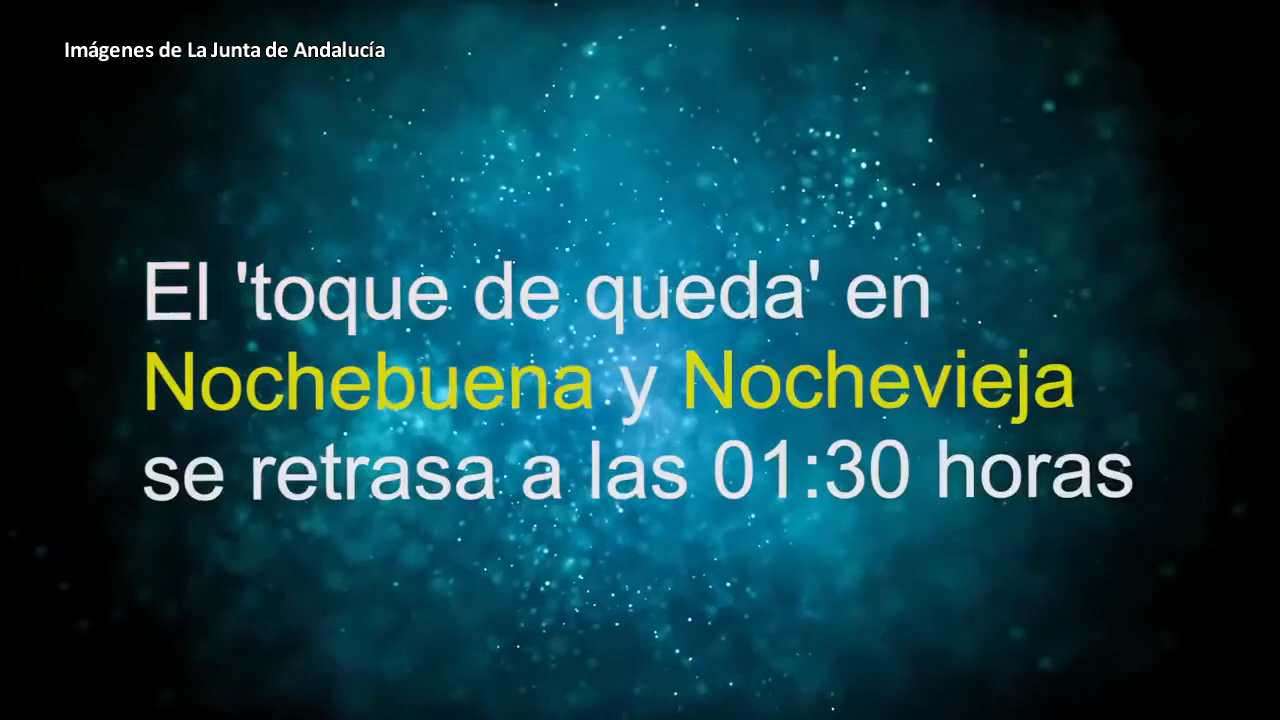 Imágenes de La Junta de Andalucía
El 'toque de queda' en
Nochebuena y Nochevieja
se retrasa a las 01:30 horas